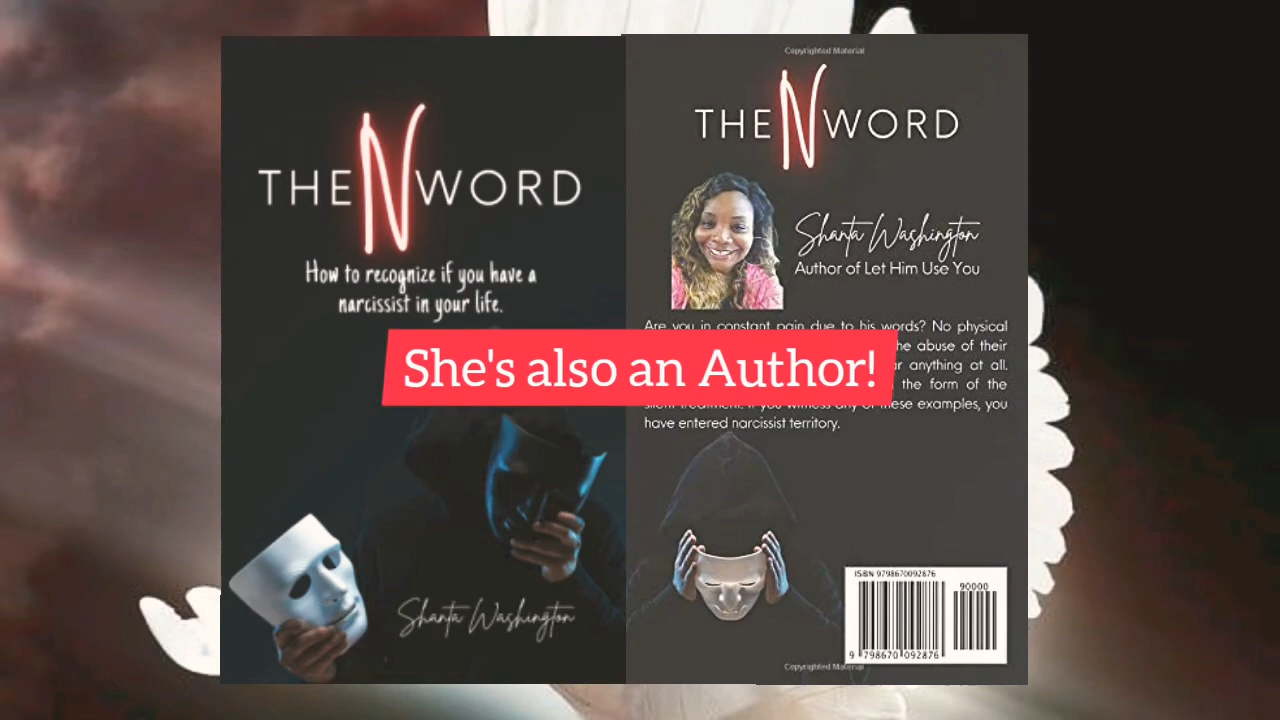 THE N WORD
How to recognize if you have a
narcissist in your life.
Shanta Washington
Copyrighted Material
THE N WORD
Shanta Washington
Author of Let Him Use You
Are you in constant pain due to his words? No physical
abuse of their
anything at all.
the form of the
silent treatment. If you witness any of these examples, you
have entered narcissist territory.
She's also an Author!
ISBN 9798670092876
90000
9 798670 092876
Copyrighted Material